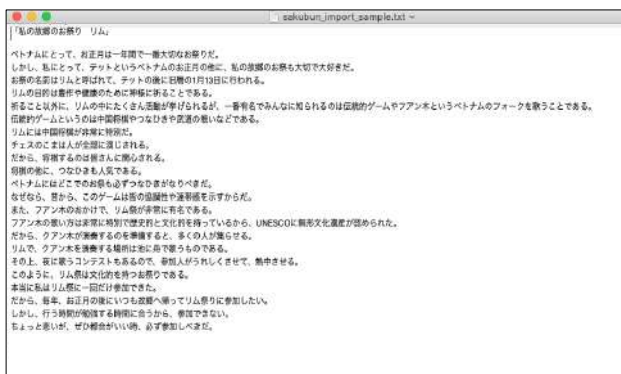 sakubun_import_sample.txt
「私の故郷のお祭り　リム」
ベトナムにとって、お正月は一年間で一番大切なお祭りだ。
しかし、私にとって、テットというベトナムのお正月の他に、私の故郷のお祭も大切で大好きだ。
お祭の名前はリムと呼ばれて、テットの後に旧暦の1月13日に行われる。
リムの目的は豊作や健康のために神様に祈ることである。
祈ること以外に、リムの中にたくさん活動が挙げられるが、一番有名でみんなに知られるのは伝統的ゲームやフアン木というベトナムのフォークを歌うことである。
伝統的ゲームというのは中国将棋やつなひきや武道の戦いなどである。
リムには中国将棋が非常に特別だ。
チェスのこまは人が全部に演じされる。
だから、将棋するのは皆さんに関心される。
将棋の他に、つなひきも人気である。
ベトナムにはどこでのお祭も必ずつなひきがなりべきだ。
なぜなら、昔から、このゲームは皆の協調性や連帯感を示すからだ。
また、フアン木のおかけで、リム祭が非常に有名である。
フアン木の歌い方は非常に特別で歴史的と文化的を持っているから、UNESCOに無形文化遺産が認められた。
だから、クアン木が演奏するのを準備すると、多くの人が集らせる。
リムで、クアン木を演奏する場所は池に舟で歌うものである。
その上、夜に歌うコンテストもあるので、参加人がうれしくさせて、熱中させる。
このように、リム祭は文化的を持つお祭りである。
本当に私はリム祭に一回だけ参加できた。
だから、毎年、お正月の後にいつも故郷へ帰ってリム祭りに参加したい。
しかし、行う時間が勉強する時間に合うから、参加できない。
ちょっと悪いが、ぜひ都合がいい時、必ず参加しべきだ。